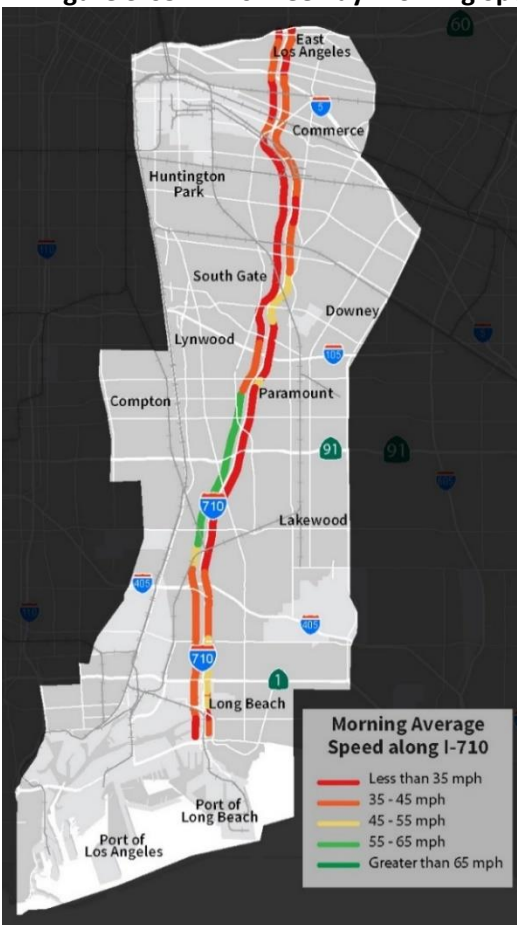 60
East
Los Angeles
5
Commerce
Huntington
Park
South Gate
Downey
Lynwood
105
Compton
Paramount
91
91
710
Lakewood
405
405
710
1
Long Beach
Morning Average
Speed along I-710
Less than 35 mph
35 - 45 mph
45 - 55 mph
55 - 65 mph
Greater than 65 mph
Port of
Long Beach
Port of
Los Angeles